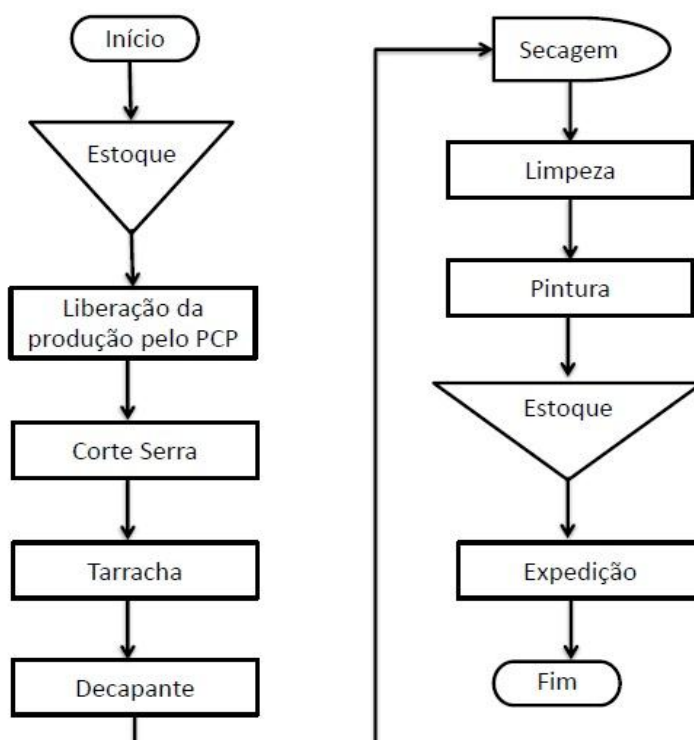 Início
Estoque
Liberação da
produção pelo PCP
Corte Serra
Tarracha
Decapante
Secagem
Limpeza
Pintura
Estoque
Expedição
Fim